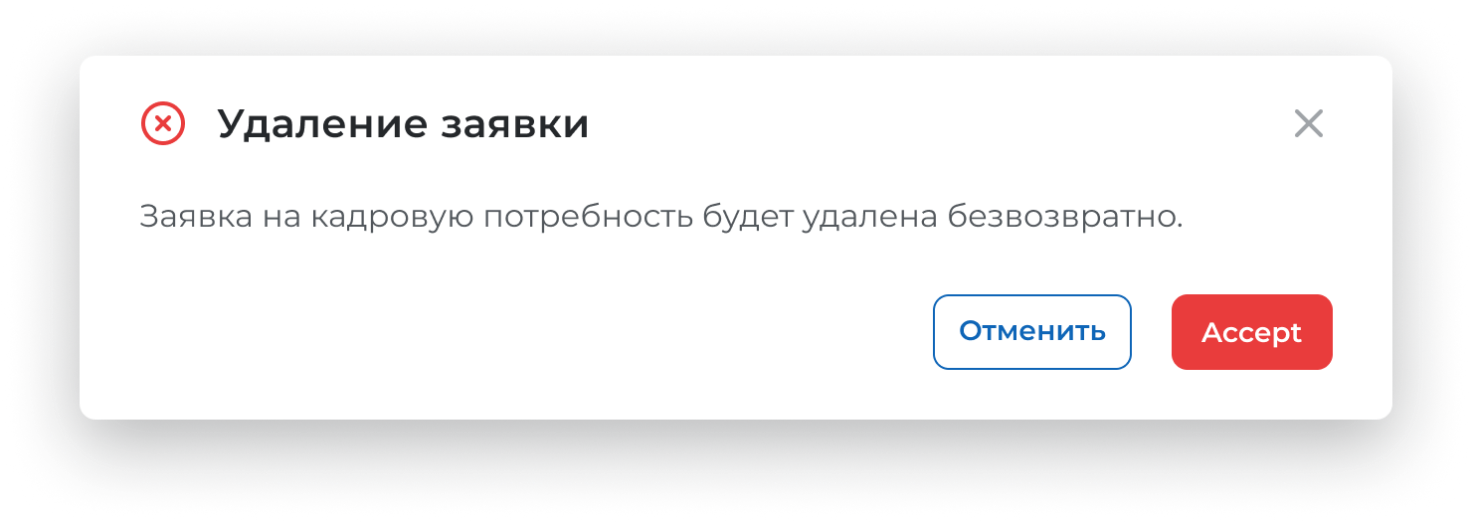 Удаление заявки
Заявка на кадровую потребность будет удалена безвозвратно.
Отменить
Accept